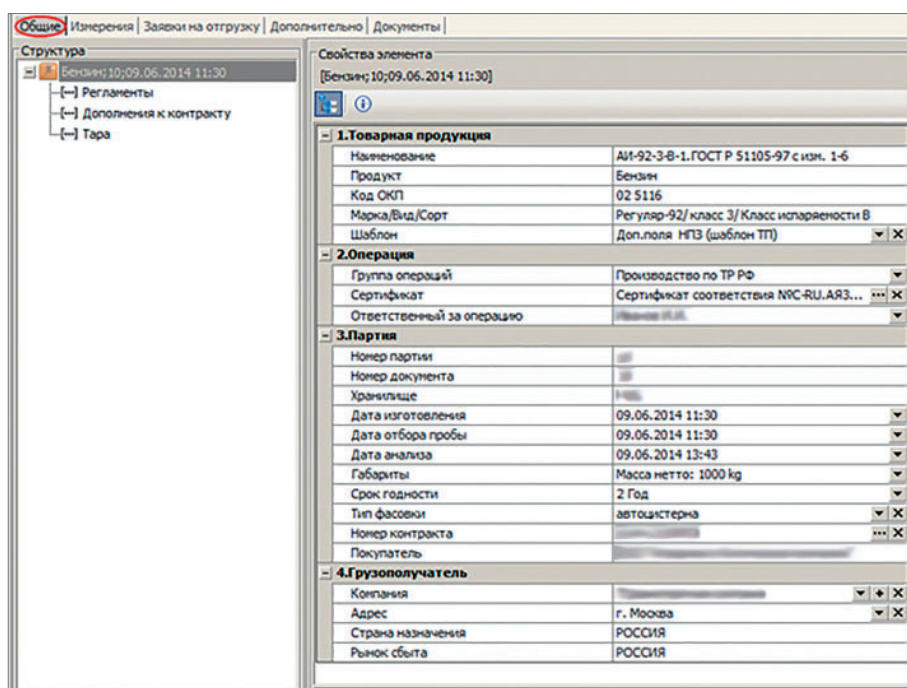 Общие Измерения Заявки на отгрузку Дополнительно Документы
Структура
Бензин;10;09.06.2014 11:30
Регламенты
Дополнения к контракту
Тара
Свойства элемента
[Бензин;10;09.06.2014 11:30]
1.Товарная продукция
Наименование АИ-92-3-В-1.ГОСТ Р 51105-97 с изм. 1-6
Продукт Бензин
Код ОКП 02 5116
Марка/Вид/Сорт Регуляр-92/ класс 3/ Класс испаряености В
Шаблон Доп.поля НПЗ (шаблон ТП)
2.Операция
Группа операций Производство по ТР РФ
Сертификат Сертификат соответствия №С-RU.АЯ3...
Ответственный за операцию
3.Партия
Номер партии
Номер документа
Хранилище
Дата изготовления 09.06.2014 11:30
Дата отбора пробы 09.06.2014 11:30
Дата анализа 09.06.2014 13:43
Габариты Масса нетто: 1000 kg
Срок годности 2 Год
Тип фасовки автоцистерна
Номер контракта
Покупатель
4.Грузополучатель
Компания
Адрес г. Москва
Страна назначения РОССИЯ
Рынок сбыта РОССИЯ